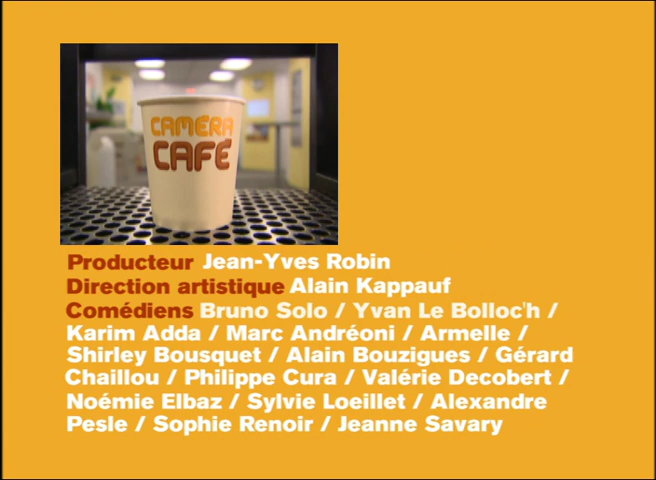 CAMERA
CAFÉ
Producteur Jean-Yves Robin
Direction artistique Alain Kappauf
Comédiens Bruno Solo / Yvan Le Bolloc'h /
Karim Adda / Marc Andréoni / Armelle /
Shirley Bousquet / Alain Bouzigues / Gérard
Chaillou / Philippe Cura / Valérie Decobert /
Noémie Elbaz / Sylvie Loeillet / Alexandre
Pesle / Sophie Renoir / Jeanne Savary